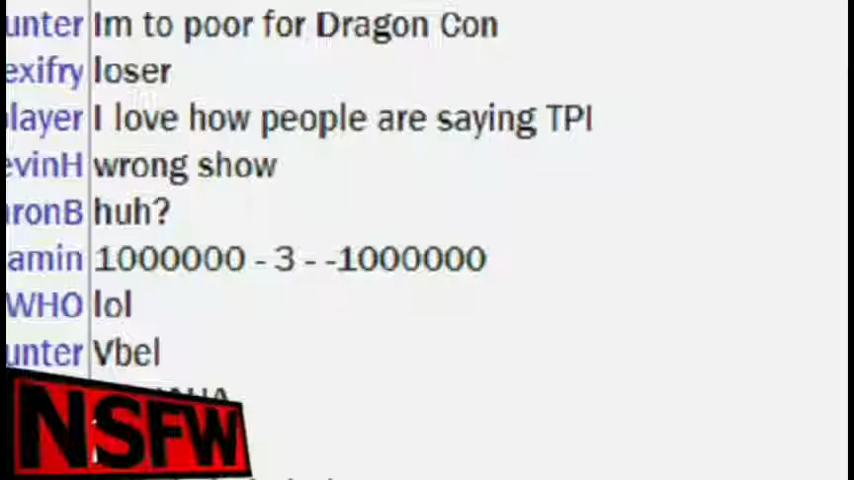 unter Im to poor for Dragon Con
exifry loser
layer I love how people are saying TPI
evinH wrong show
ronB huh?
amin 1000000 - 3 - -1000000
WHO lol
unter Vbel
NSFW